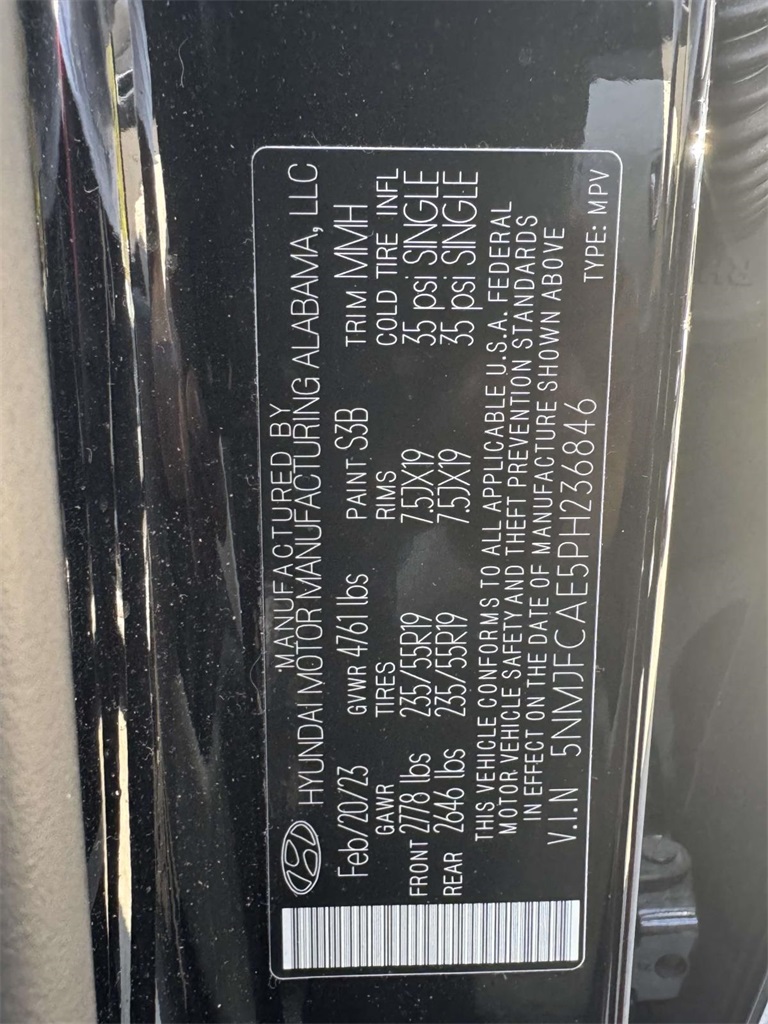 MANUFACTURED BY
HYUNDAI MOTOR MANUFACTURING ALABAMA, LLC
Feb/20/23 GVWR 4761 lbs PAINT S3B TRIM MMH
GAWR TIRES RIMS COLD TIRE INFL
FRONT 2778 lbs 235/55R19 7.5JX19 35 psi SINGLE
REAR 2646 lbs 235/55R19 7.5JX19 35 psi SINGLE
THIS VEHICLE CONFORMS TO ALL APPLICABLE U.S.A. FEDERAL
MOTOR VEHICLE SAFETY AND THEFT PREVENTION STANDARDS
IN EFFECT ON THE DATE OF MANUFACTURE SHOWN ABOVE
V.I.N 5NMJFCAE5PH236846 TYPE: MPV